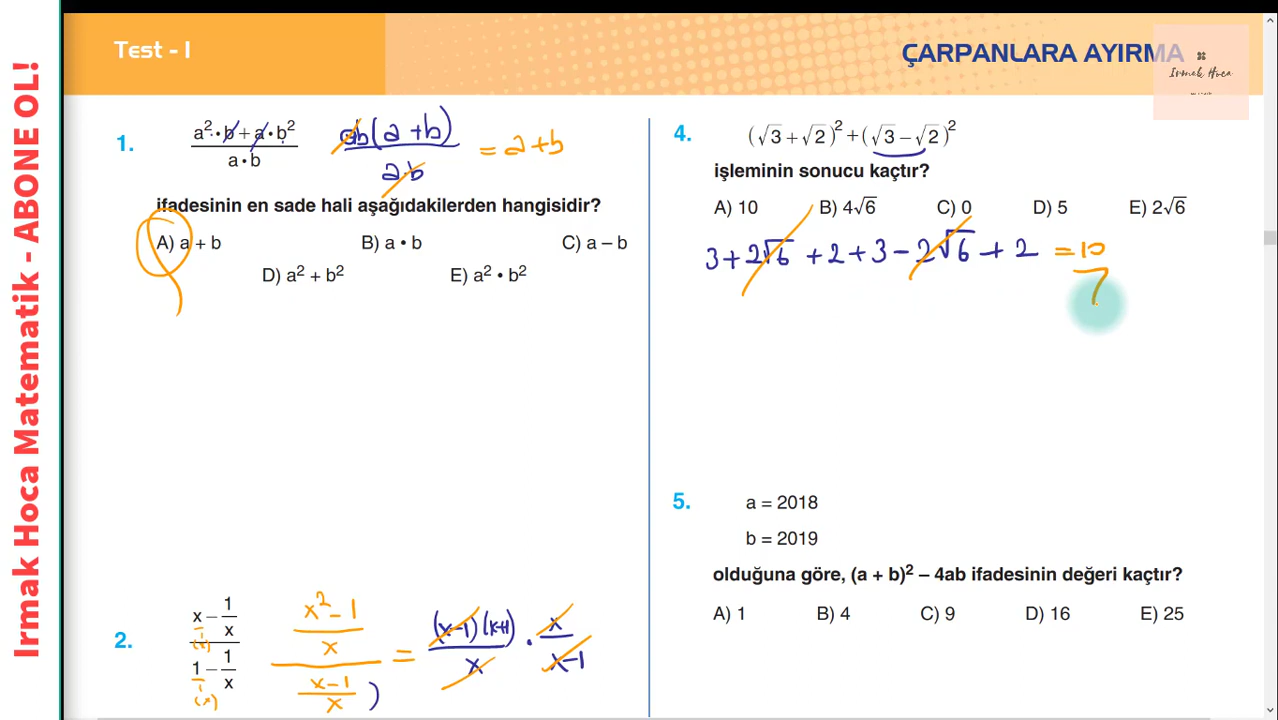 Irmak Hoca Matematik - ABONE OL!
Test - I
ÇARPANLARA AYIRMA
Irmak Hoca
1. (a² • b + a • b²) / (a • b)
ab(a + b) / a·b = a + b
ifadesinin en sade hali aşağıdakilerden hangisidir?
A) a + b B) a • b C) a – b
D) a² + b² E) a² • b²
2. (x – 1/x) / (1 – 1/x)
(x) (x)
((x² - 1)/x) / ((x - 1)/x) = (x-1)(x+1)/x · x/(x-1)
4. (√3 + √2)² + (√3 – √2)²
işleminin sonucu kaçtır?
A) 10 B) 4√6 C) 0 D) 5 E) 2√6
3 + 2√6 + 2 + 3 - 2√6 + 2 = 10
5. a = 2018
b = 2019
olduğuna göre, (a + b)² – 4ab ifadesinin değeri kaçtır?
A) 1 B) 4 C) 9 D) 16 E) 25